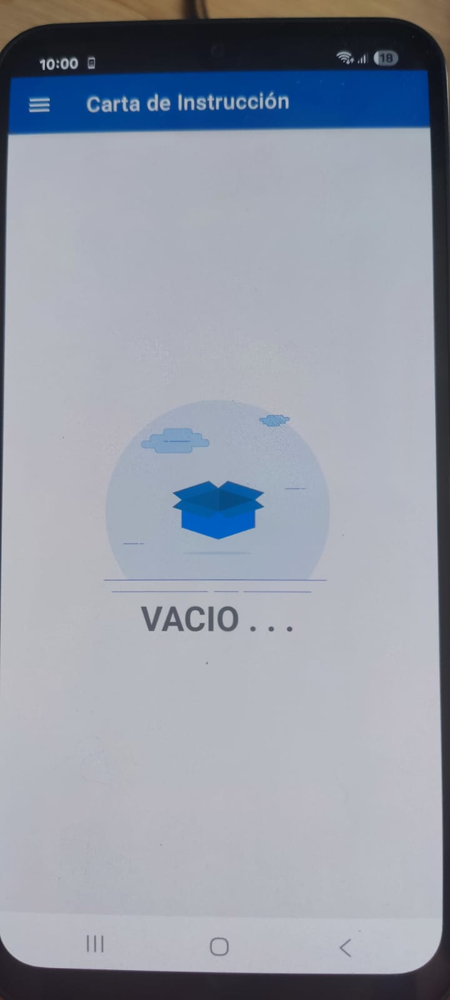 10:00
18
Carta de Instrucción
VACIO . . .